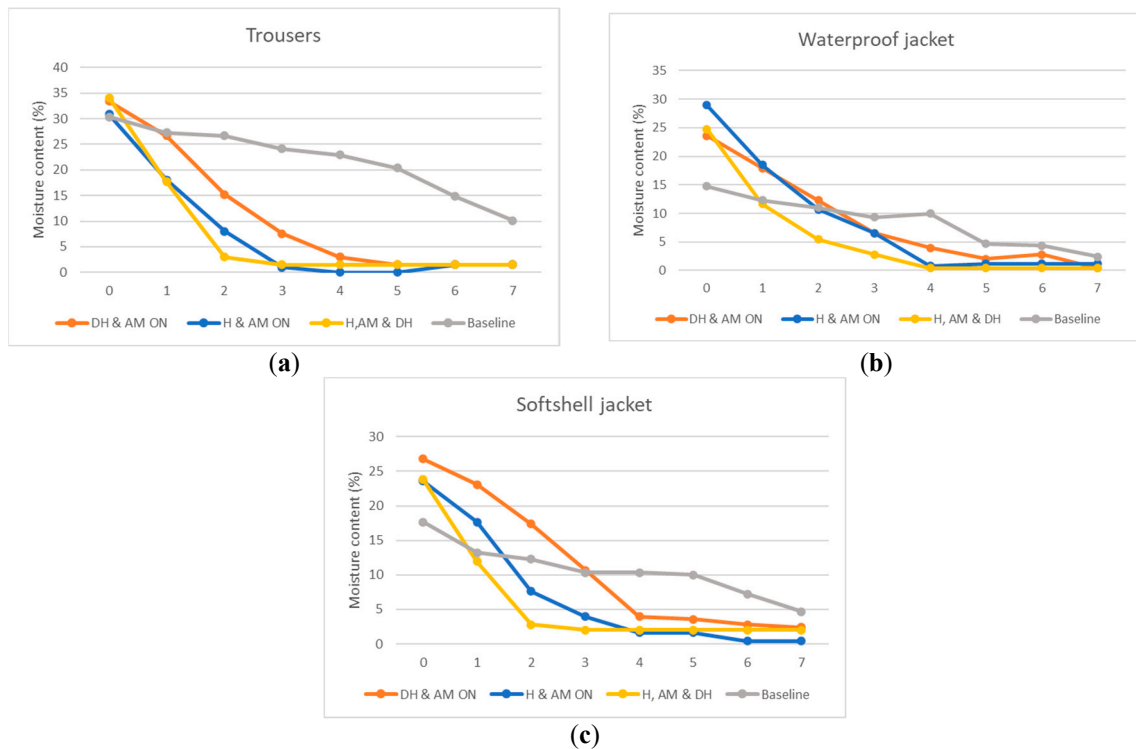 Trousers
Moisture content (%)
40
35
30
25
20
15
10
5
0
0 1 2 3 4 5 6 7
DH & AM ON H & AM ON H,AM & DH Baseline
(a)
Waterproof jacket
Moisture content (%)
35
30
25
20
15
10
5
0
0 1 2 3 4 5 6 7
DH & AM ON H & AM ON H, AM & DH Baseline
(b)
Softshell jacket
Moisture content (%)
30
25
20
15
10
5
0
0 1 2 3 4 5 6 7
DH & AM ON H & AM ON H, AM & DH Baseline
(c)